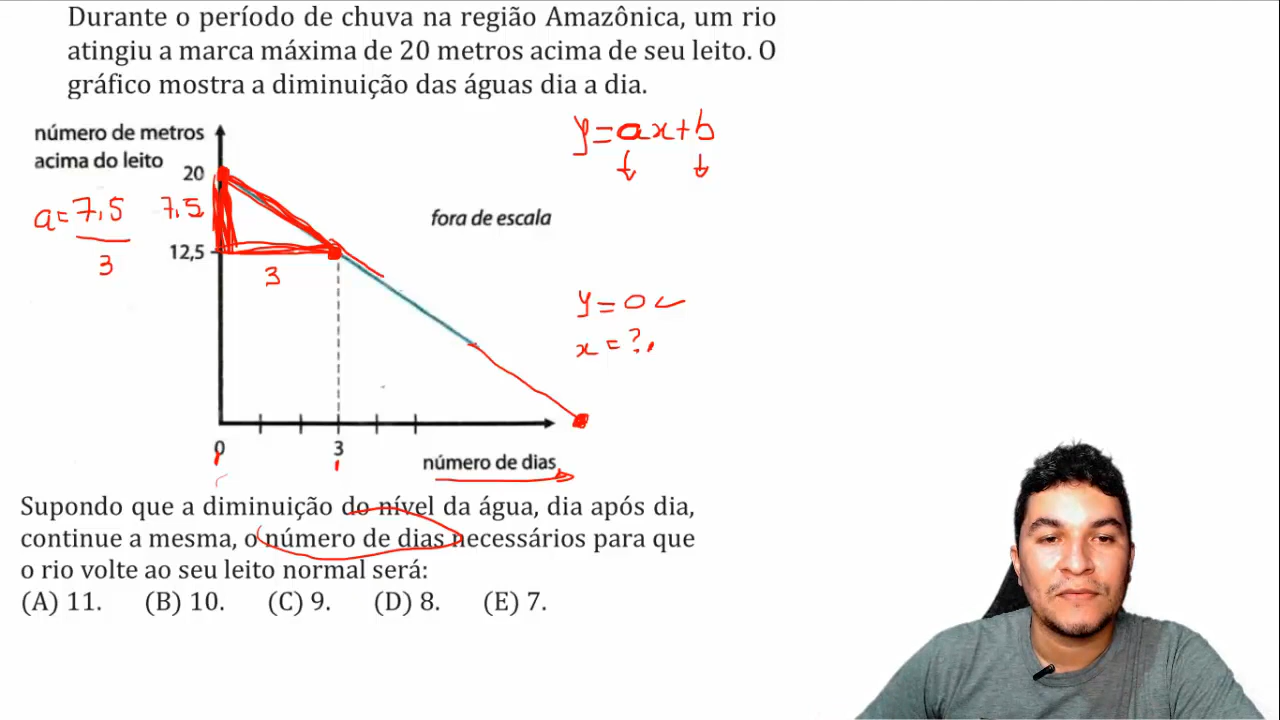 Durante o período de chuva na região Amazônica, um rio
atingiu a marca máxima de 20 metros acima de seu leito. O
gráfico mostra a diminuição das águas dia a dia.
número de metros
acima do leito
y=ax+b
20
a=7,5/3
7,5
fora de escala
12,5
3
y=0
x=?
0
3
número de dias
Supondo que a diminuição do nível da água, dia após dia,
continue a mesma, o número de dias necessários para que
o rio volte ao seu leito normal será:
(A) 11. (B) 10. (C) 9. (D) 8. (E) 7.